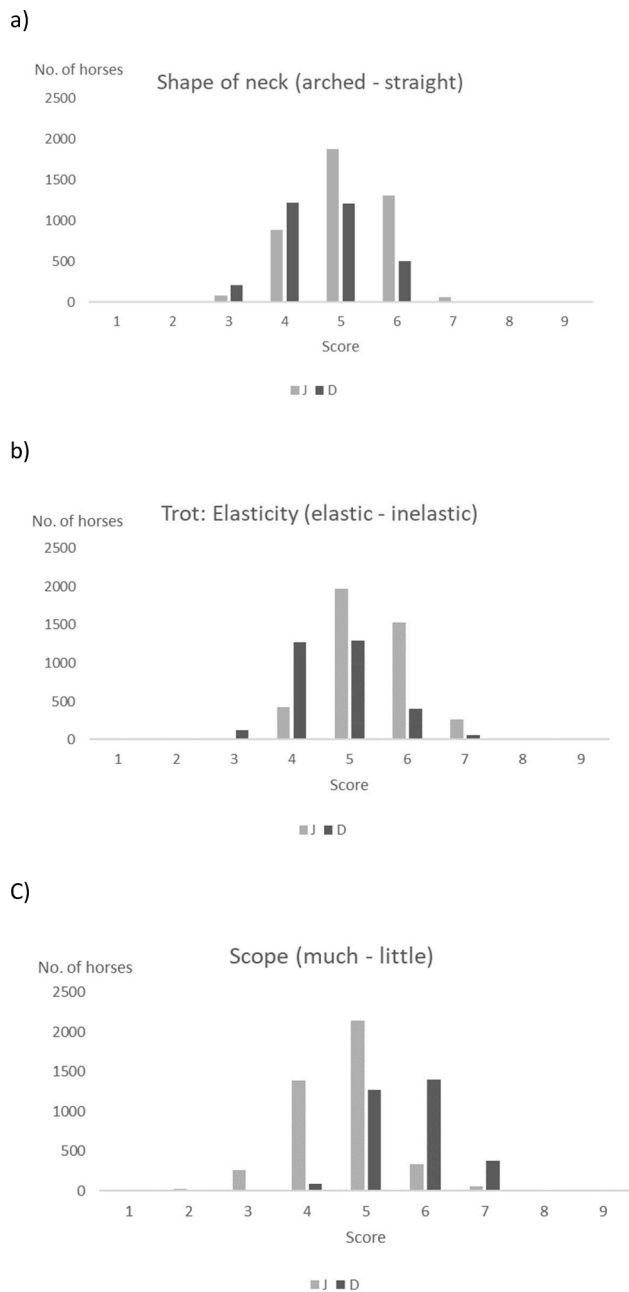 a)
No. of horses
Shape of neck (arched - straight)
2500
2000
1500
1000
500
0
1 2 3 4 5 6 7 8 9
Score
J D
b)
No. of horses
Trot: Elasticity (elastic - inelastic)
2500
2000
1500
1000
500
0
1 2 3 4 5 6 7 8 9
Score
J D
C)
No. of horses
Scope (much - little)
2500
2000
1500
1000
500
0
1 2 3 4 5 6 7 8 9
Score
J D